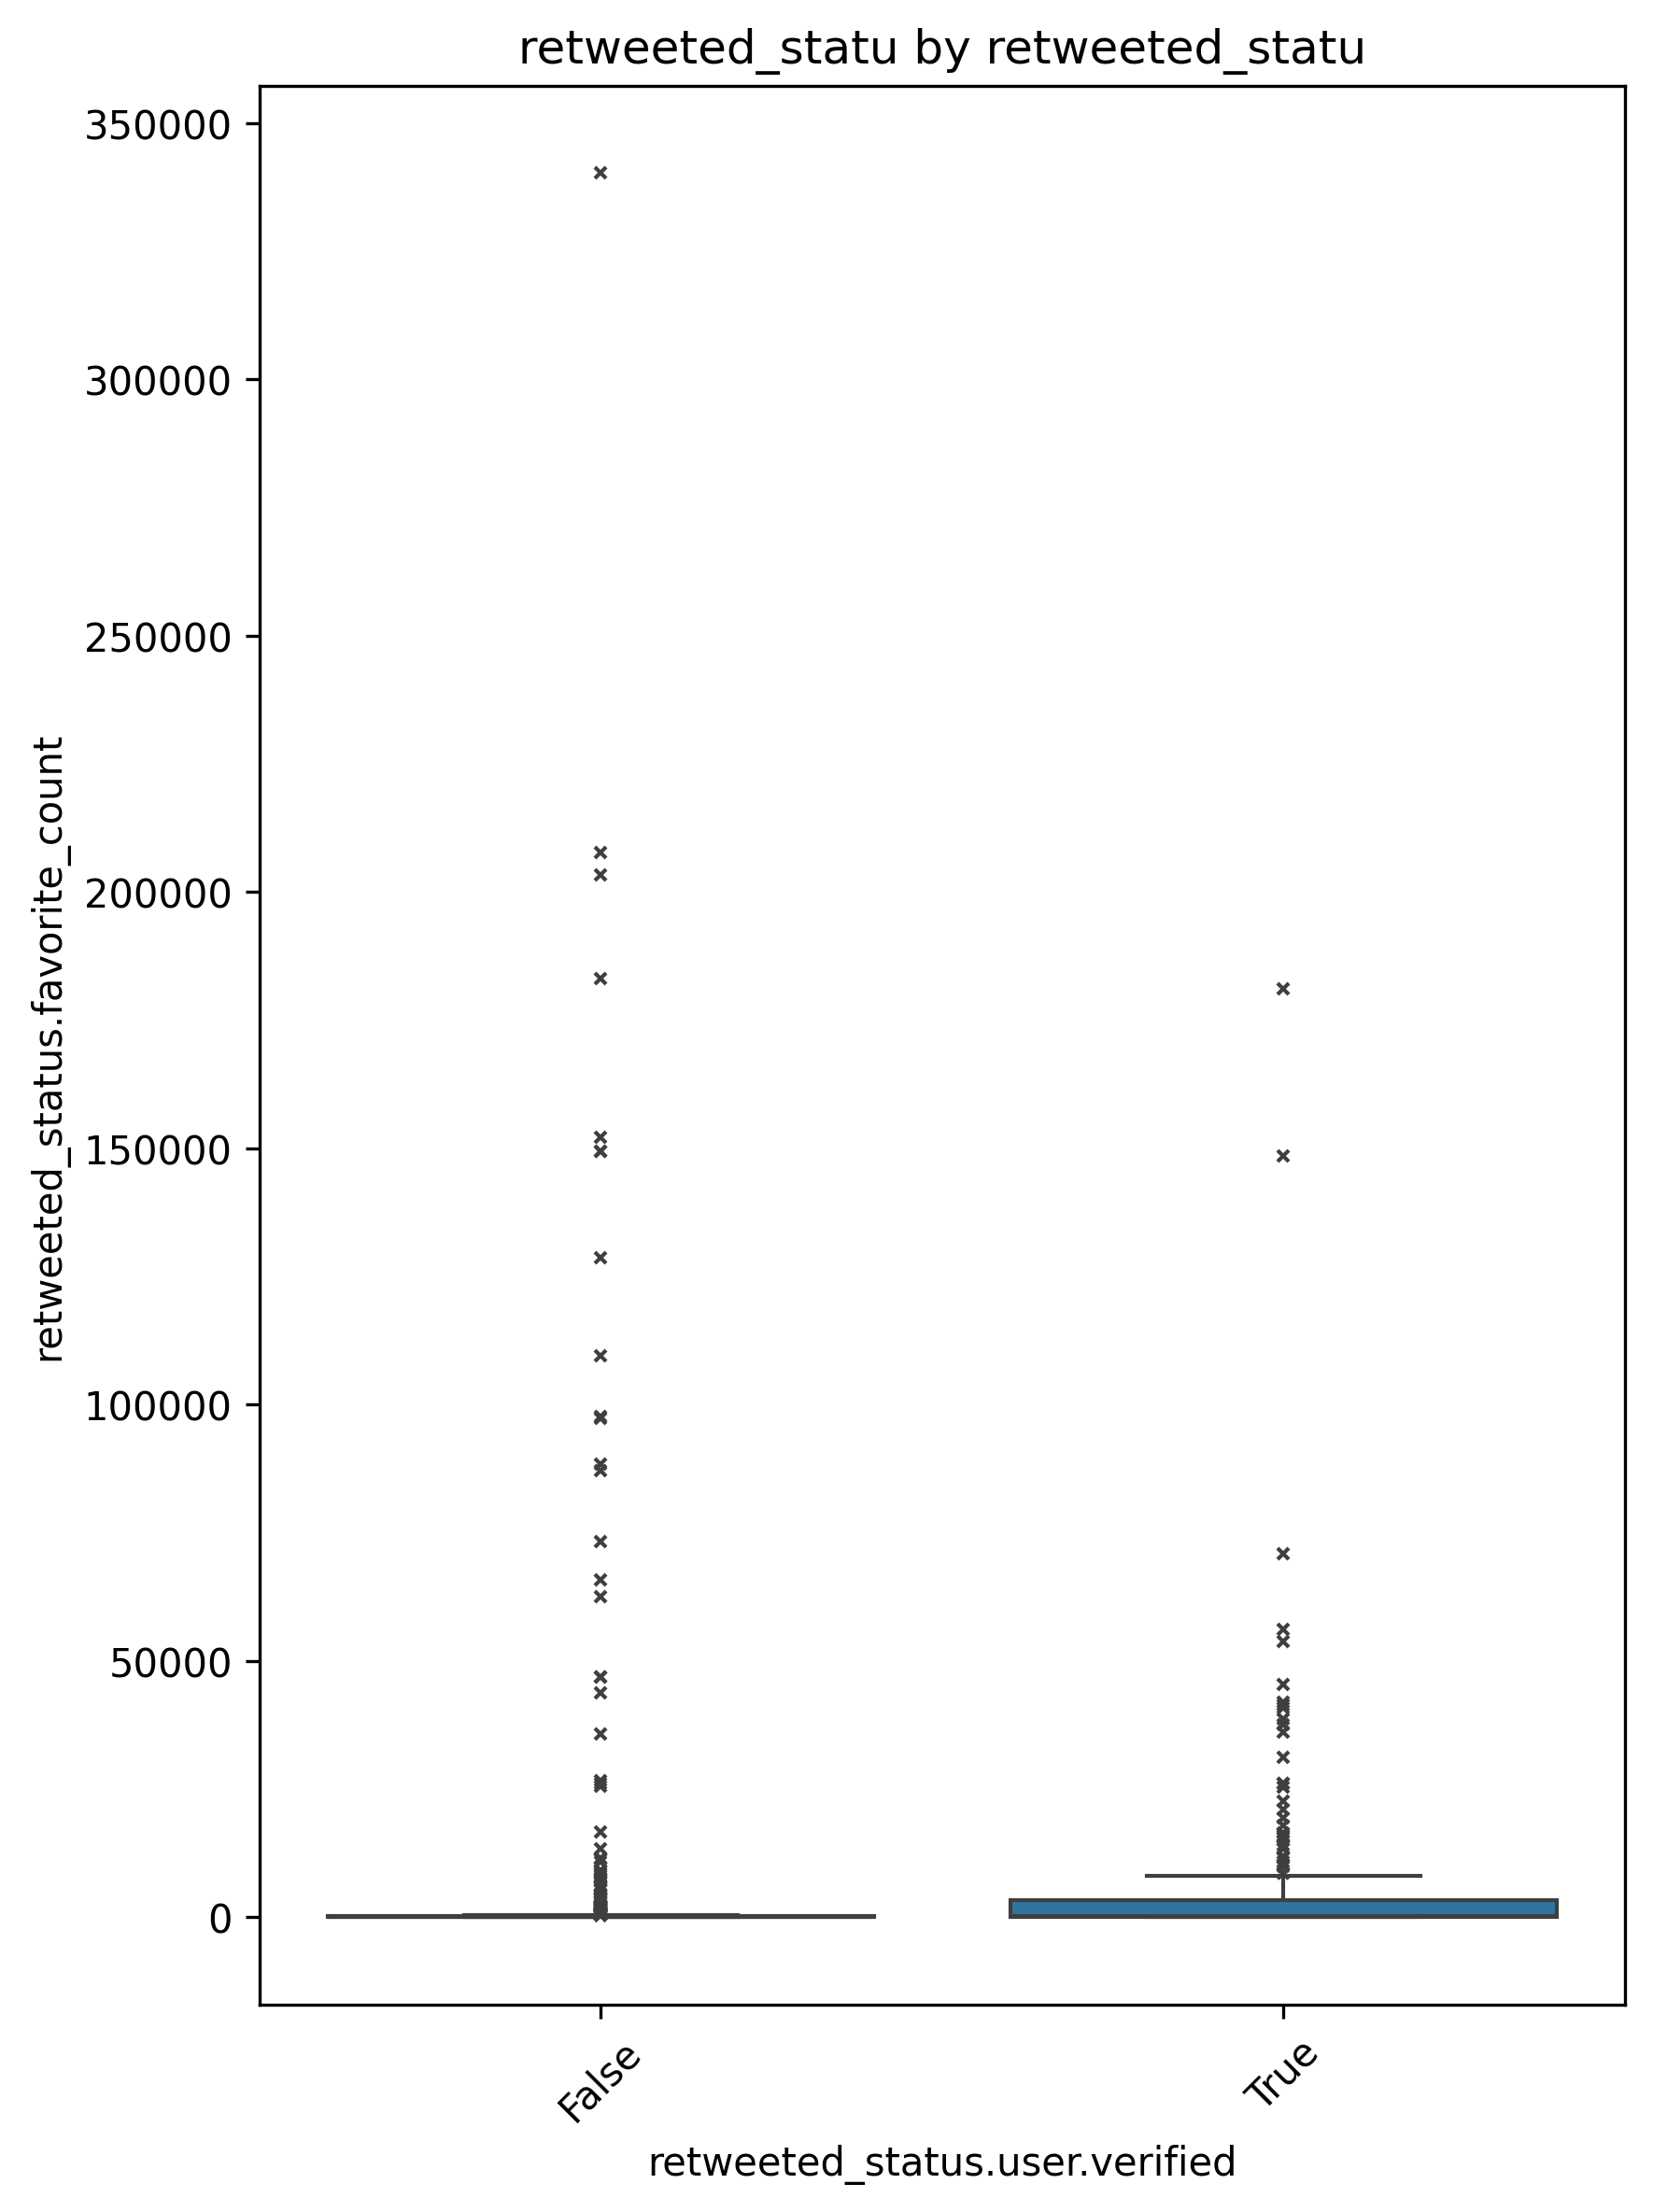 retweeted_statu by retweeted_statu
350000
300000
250000
200000
150000
100000
50000
0
retweeted_status.favorite_count
False
True
retweeted_status.user.verified